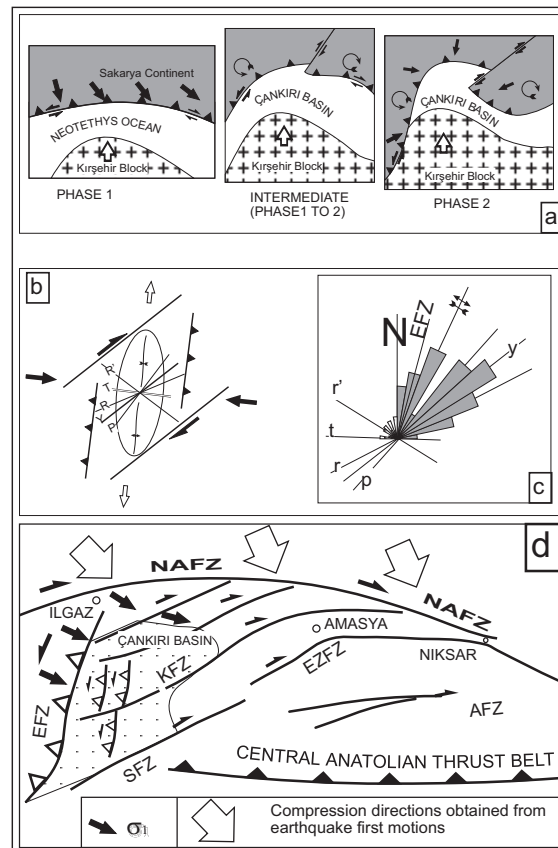 Sakarya Continent
NEOTETHYS OCEAN
Kırşehir Block
PHASE 1
ÇANKIRI BASIN
Kırşehir Block
INTERMEDIATE
(PHASE1 TO 2)
ÇANKIRI BASIN
Kırşehir Block
PHASE 2
a
b
R'
T
R
Y
P
N
EFZ
y
r'
t
r
p
c
d
NAFZ
NAFZ
ILGAZ
ÇANKIRI BASIN
AMASYA
NIKSAR
KFZ
EZFZ
EFZ
AFZ
SFZ
CENTRAL ANATOLIAN THRUST BELT
σ1
Compression directions obtained from
earthquake first motions